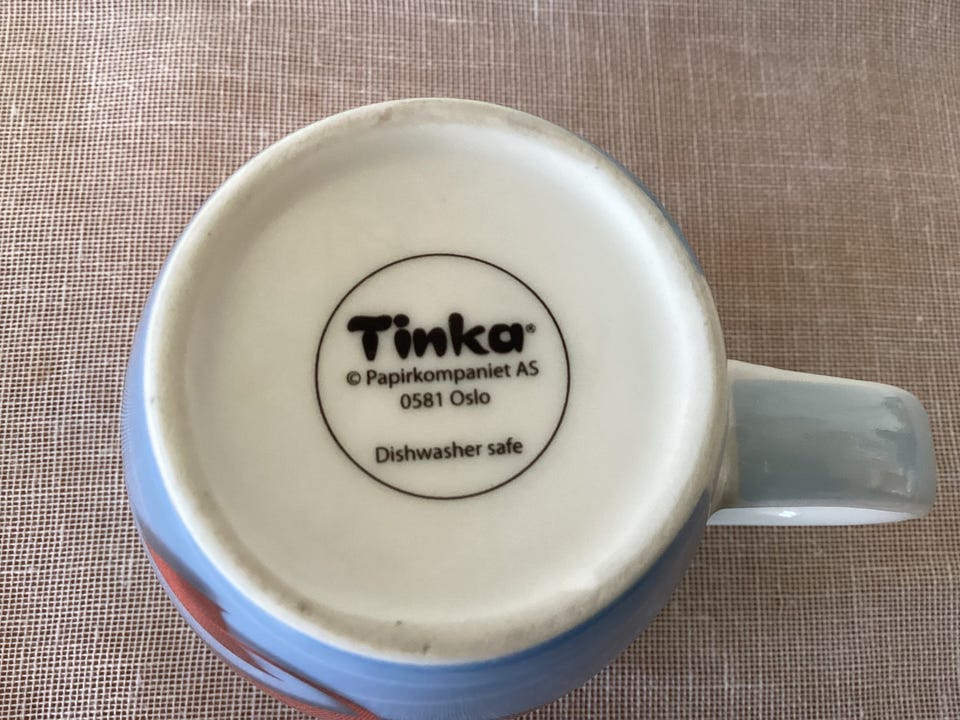 Tinka®
© Papirkompaniet AS
0581 Oslo
Dishwasher safe